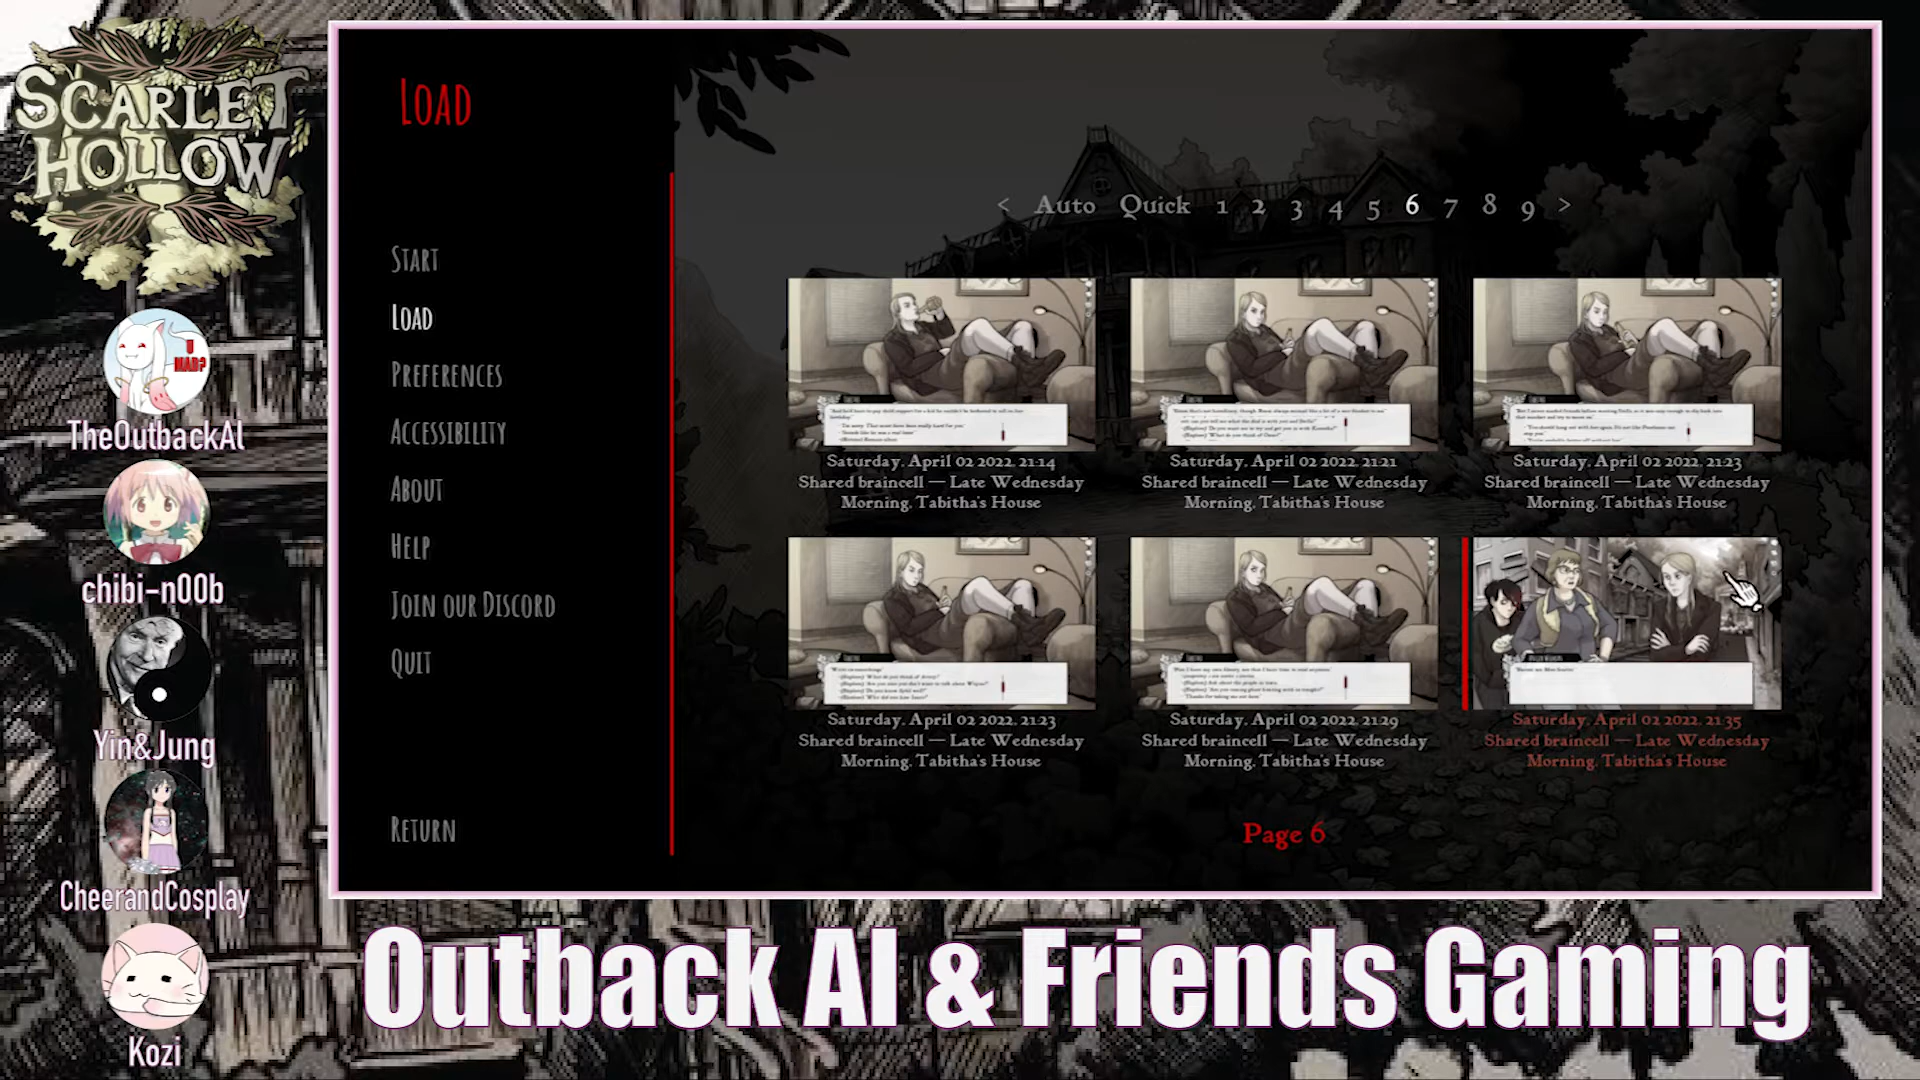 SCARLET
HOLLOW
U
MAD?
TheOutbackAl
chibi-n00b
Yin&Jung
CheerandCosplay
Kozi
LOAD
START
LOAD
PREFERENCES
ACCESSIBILITY
ABOUT
HELP
JOIN OUR DISCORD
QUIT
RETURN
< Auto Quick 1 2 3 4 5 6 7 8 9 >
Saturday, April 02 2022, 21:14
Shared braincell — Late Wednesday
Morning, Tabitha's House
Saturday, April 02 2022, 21:21
Shared braincell — Late Wednesday
Morning, Tabitha's House
Saturday, April 02 2022, 21:23
Shared braincell — Late Wednesday
Morning, Tabitha's House
Saturday, April 02 2022, 21:23
Shared braincell — Late Wednesday
Morning, Tabitha's House
Saturday, April 02 2022, 21:29
Shared braincell — Late Wednesday
Morning, Tabitha's House
Saturday, April 02 2022, 21:35
Shared braincell — Late Wednesday
Morning, Tabitha's House
Page 6
Outback Al & Friends Gaming